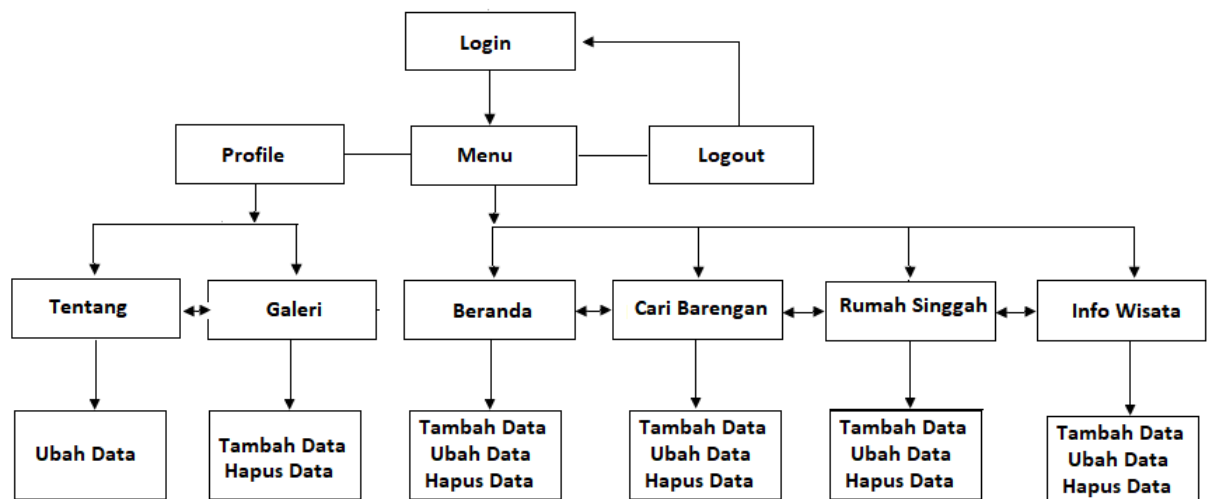 Login
Profile
Menu
Logout
Tentang
Galeri
Beranda
Cari Barengan
Rumah Singgah
Info Wisata
Ubah Data
Tambah Data
Hapus Data
Tambah Data
Ubah Data
Hapus Data
Tambah Data
Ubah Data
Hapus Data
Tambah Data
Ubah Data
Hapus Data
Tambah Data
Ubah Data
Hapus Data